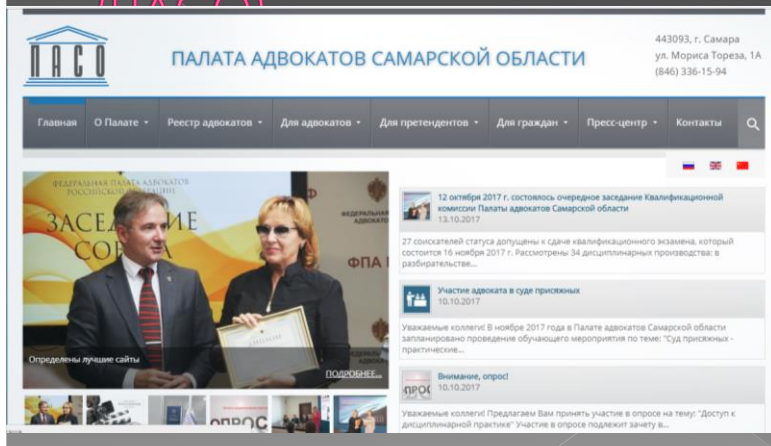 ПАСО
ПАЛАТА АДВОКАТОВ САМАРСКОЙ ОБЛАСТИ
443093, г. Самара
ул. Мориса Тореза, 1А
(846) 336-15-94
Главная О Палате Реестр адвокатов Для адвокатов Для претендентов Для граждан Пресс-центр Контакты
ФЕДЕРАЛЬНАЯ ПАЛАТА АДВОКАТОВ
РОССИЙСКОЙ ФЕДЕРАЦИИ
ЗАСЕДАНИЕ
ФПА
ДИПЛОМ
Определены лучшие сайты
ПОДРОБНЕЕ...
12 октября 2017 г. состоялось очередное заседание Квалификационной
комиссии Палаты адвокатов Самарской области
13.10.2017
27 соискателей статуса допущены к сдаче квалификационного экзамена, который
состоится 16 ноября 2017 г. Рассмотрены 34 дисциплинарных производства: в
разбирательстве...
Участие адвоката в суде присяжных
10.10.2017
Уважаемые коллеги! В ноябре 2017 года в Палате адвокатов Самарской области
запланировано проведение обучающего мероприятия по теме: "Суд присяжных -
практические...
Внимание, опрос!
10.10.2017
Уважаемые коллеги! Предлагаем Вам принять участие в опросе на тему: "Доступ к
дисциплинарной практике" Участие в опросе подлежит зачету в...